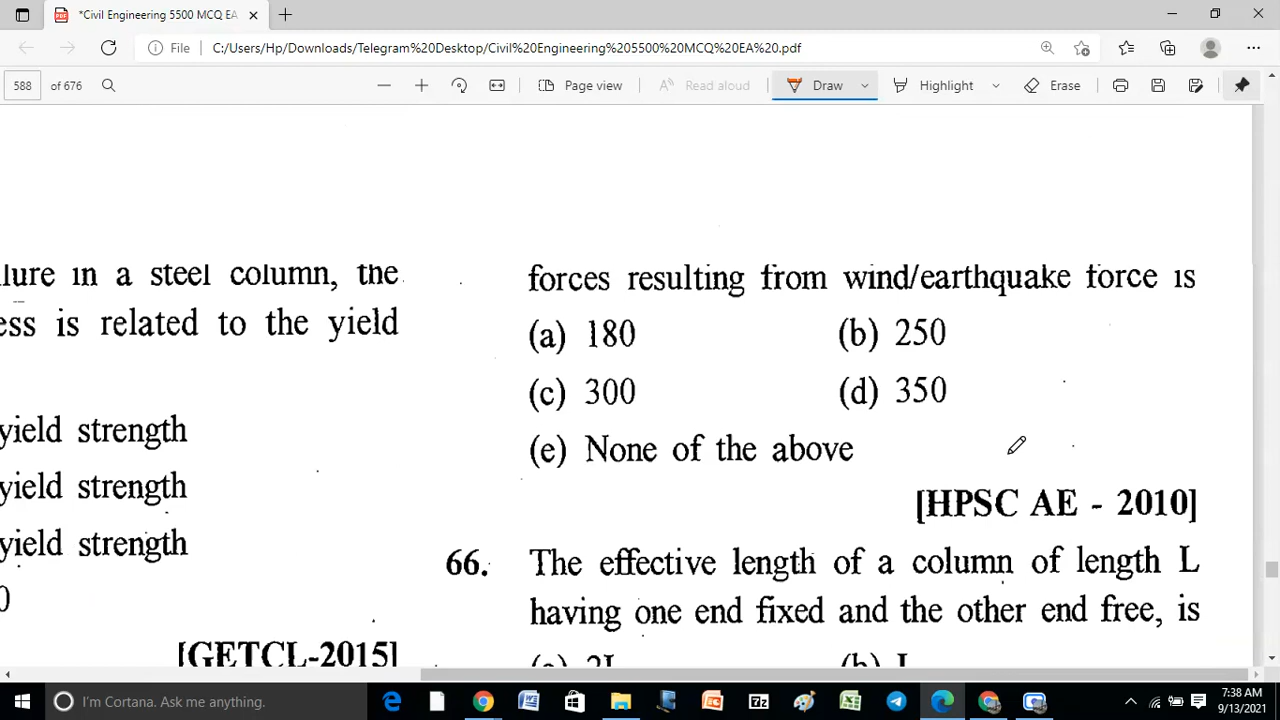 *Civil Engineering 5500 MCQ EA
File C:/Users/Hp/Downloads/Telegram%20Desktop/Civil%20Engineering%205500%20MCQ%20EA%20.pdf
588 of 676 Page view Read aloud Draw Highlight Erase
lure in a steel column, the
ess is related to the yield
yield strength
yield strength
yield strength
0
[GETCL-2015]
forces resulting from wind/earthquake force is
(a) 180 (b) 250
(c) 300 (d) 350
(e) None of the above
[HPSC AE - 2010]
66. The effective length of a column of length L
having one end fixed and the other end free, is
(a) 2L (b) L
I'm Cortana. Ask me anything.
7:38 AM
9/13/2021